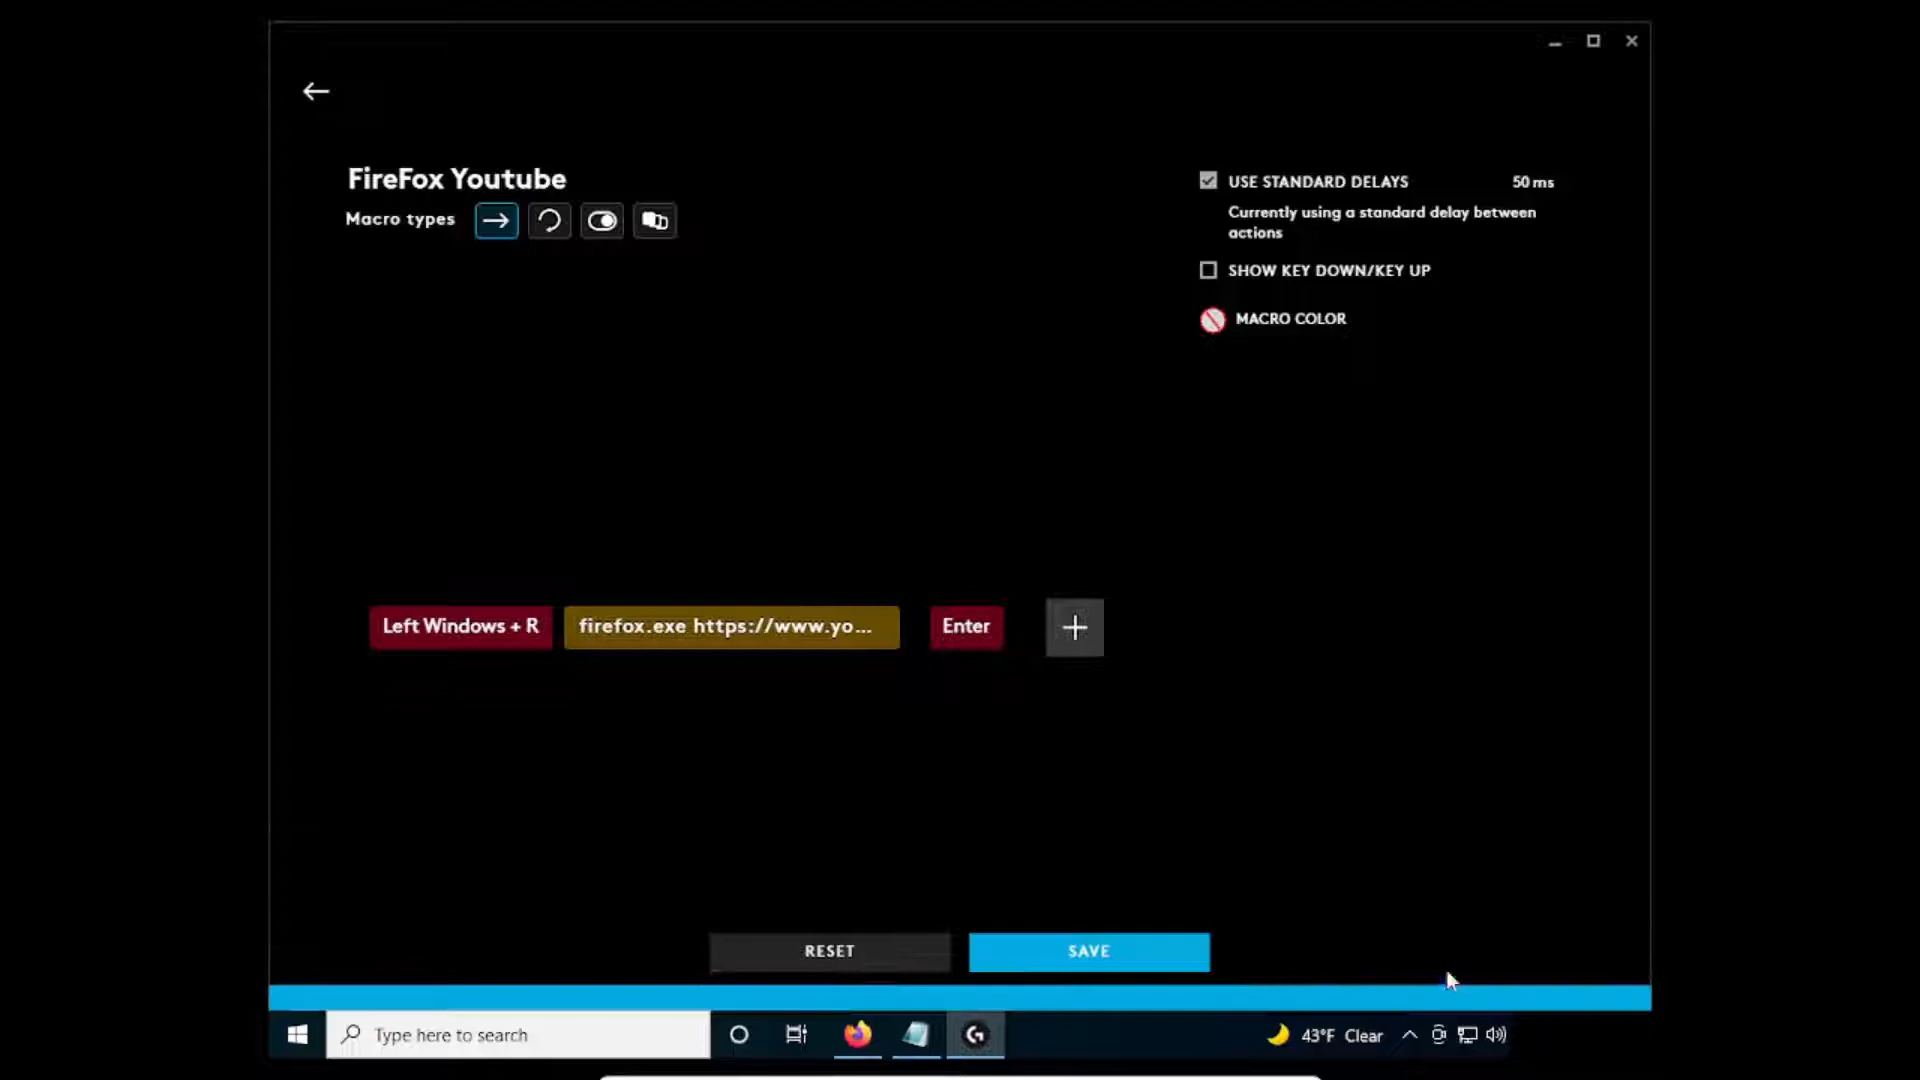 FireFox Youtube
Macro types
USE STANDARD DELAYS 50 ms
Currently using a standard delay between
actions
SHOW KEY DOWN/KEY UP
MACRO COLOR
Left Windows + R
firefox.exe https://www.yo...
Enter
RESET
SAVE
Type here to search
43°F Clear